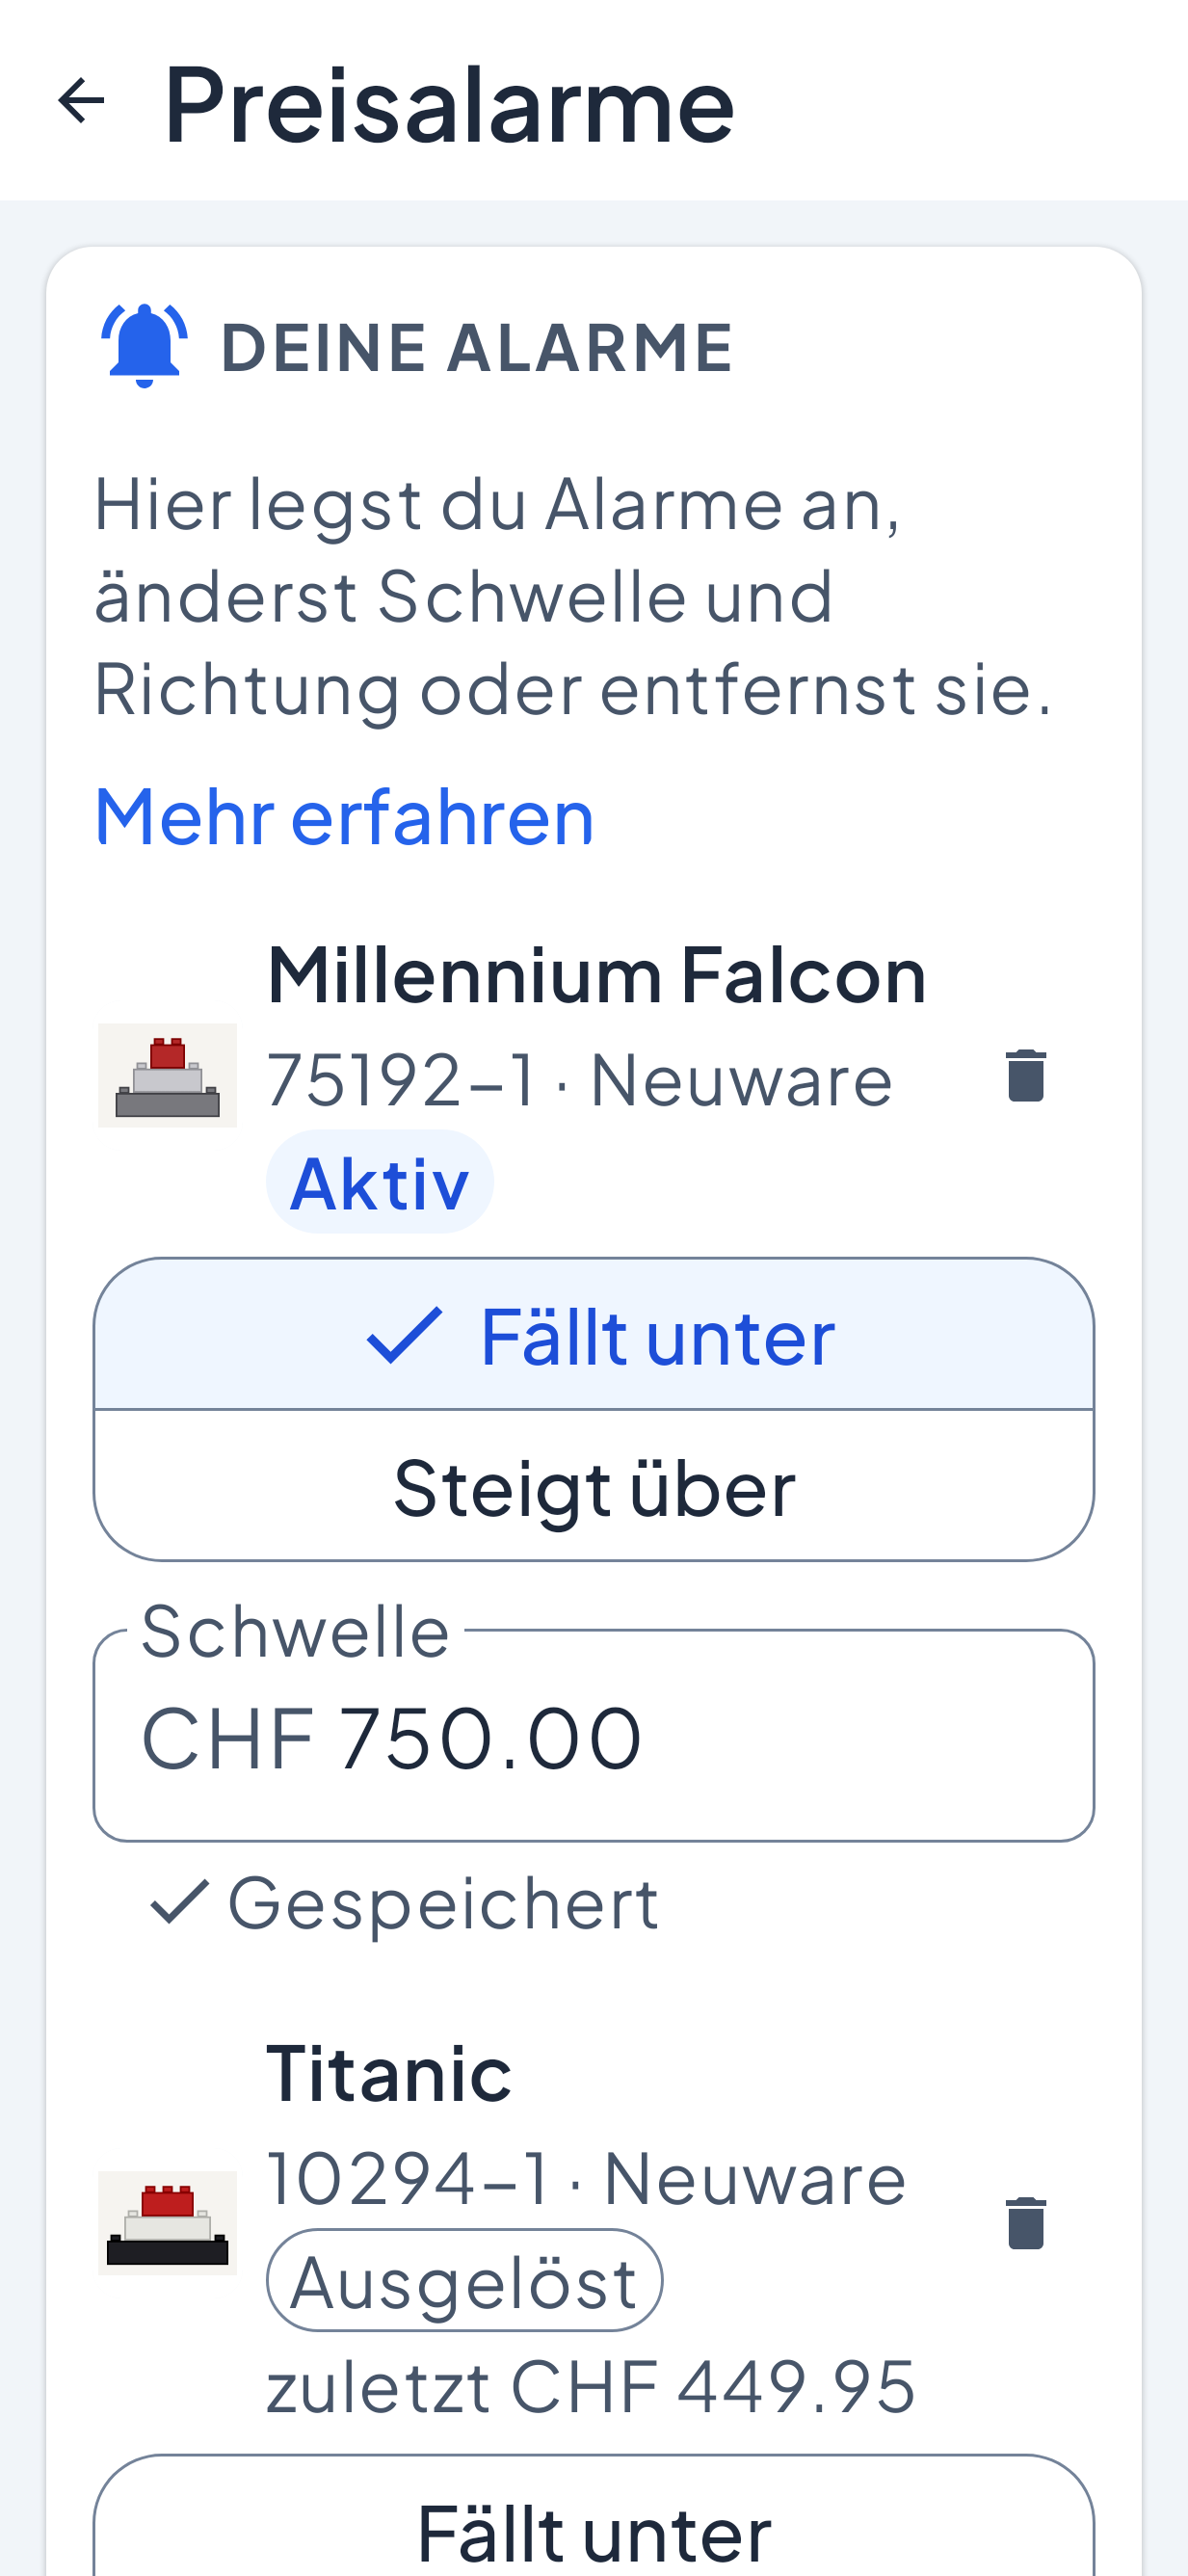 Preisalarme
DEINE ALARME
Hier legst du Alarme an,
änderst Schwelle und
Richtung oder entfernst sie.
Mehr erfahren
Millennium Falcon
75192–1 · Neuware
Aktiv
Fällt unter
Steigt über
Schwelle
CHF 750.00
Gespeichert
Titanic
10294–1 · Neuware
Ausgelöst
zuletzt CHF 449.95
Fällt unter